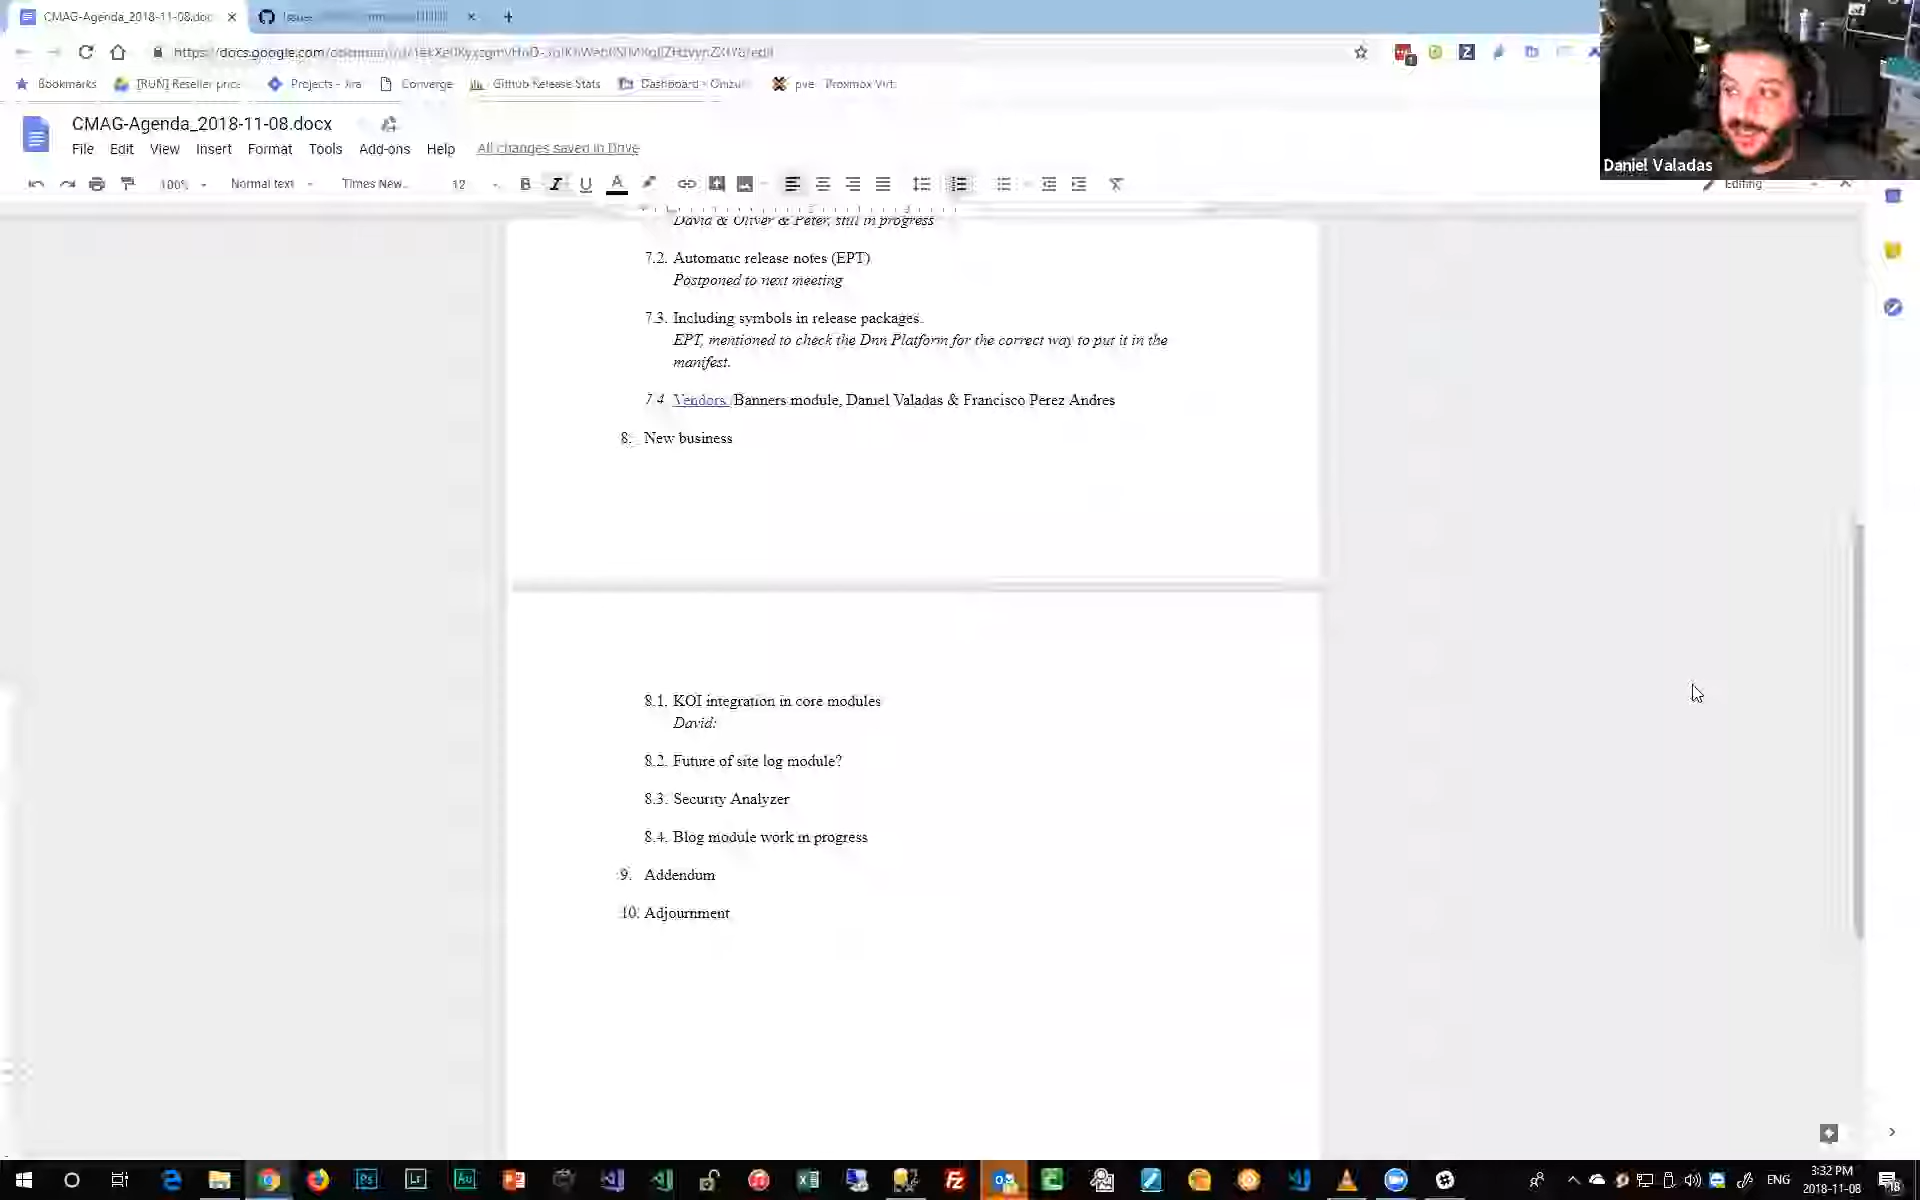 CMAG-Agenda_2018-11-08.doc
https://docs.google.com/
Bookmarks
[RUN] Reseller price
Projects - Jira
Converge
Github Release Stats
Dashboard -
pve
Proxmox Virt
CMAG-Agenda_2018-11-08.docx
File Edit View Insert Format Tools Add-ons Help All changes saved in Drive
100% Normal text Times New... 12 B I U A Editing
Daniel Valadas
David & Oliver & Peter, still in progress
7.2. Automatic release notes (EPT)
Postponed to next meeting
7.3. Including symbols in release packages.
EPT, mentioned to check the Dnn Platform for the correct way to put it in the
manifest.
7.4 Vendors /Banners module, Daniel Valadas & Francisco Perez Andres
8. New business
8.1. KOI integration in core modules
David:
8.2. Future of site log module?
8.3. Security Analyzer
8.4. Blog module work in progress
9. Addendum
10. Adjournment
ENG
3:32 PM
2018-11-08